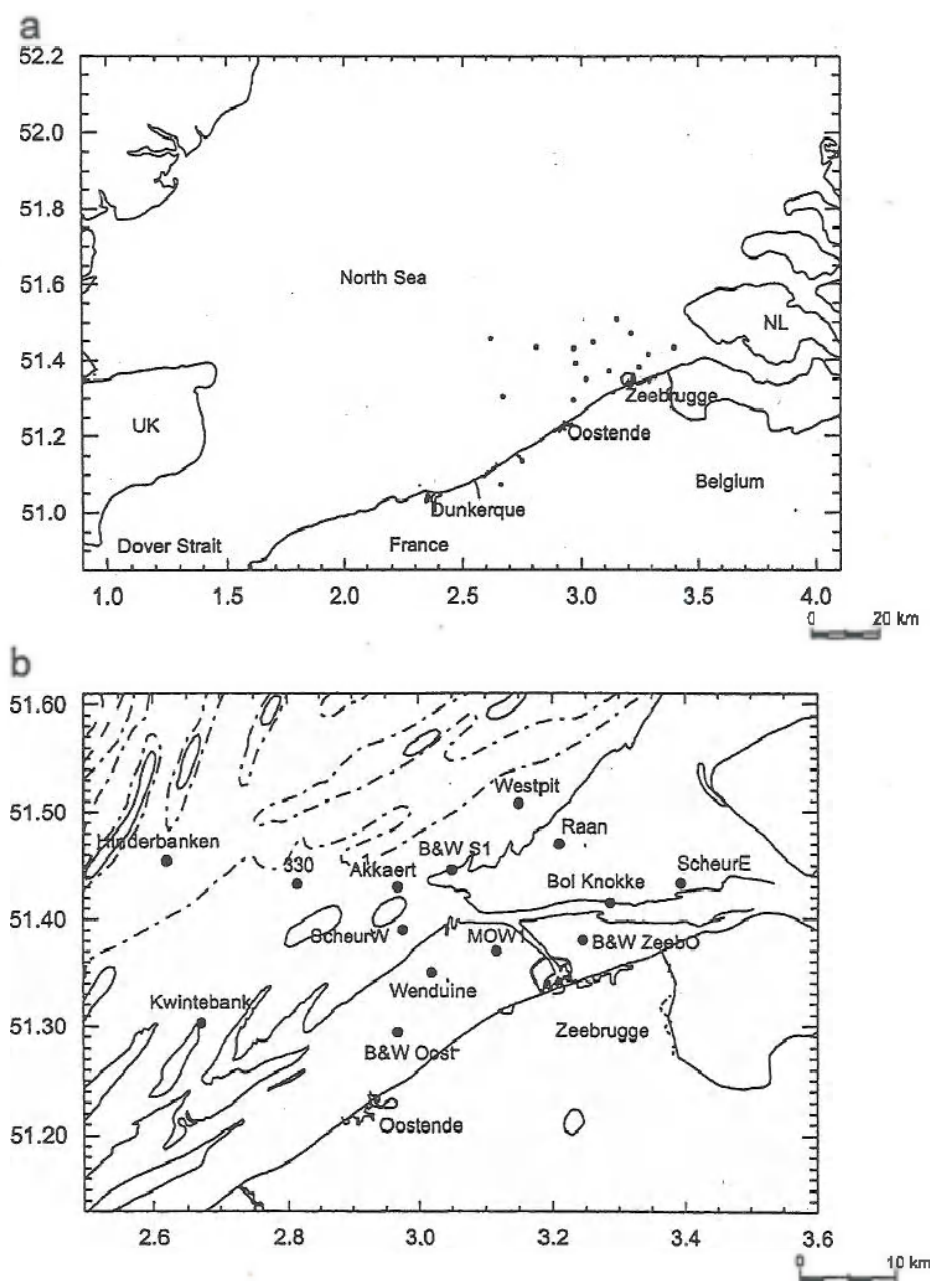 a
52.2
52.0
51.8
51.6
51.4
51.2
51.0
North Sea
NL
Zeebrugge
UK
Oostende
Belgium
Dunkerque
Dover Strait
France
1.0
1.5
2.0
2.5
3.0
3.5
4.0
0 20 km
b
51.60
51.50
51.40
51.30
51.20
Westpit
Hinderbanken
Raan
B&W S1
330
Akkaert
ScheurE
Bol Knokke
ScheurW
MOW1
B&W ZeebO
Wenduine
Kwintebank
Zeebrugge
B&W Oost
Oostende
2.6
2.8
3.0
3.2
3.4
3.6
0 10 km